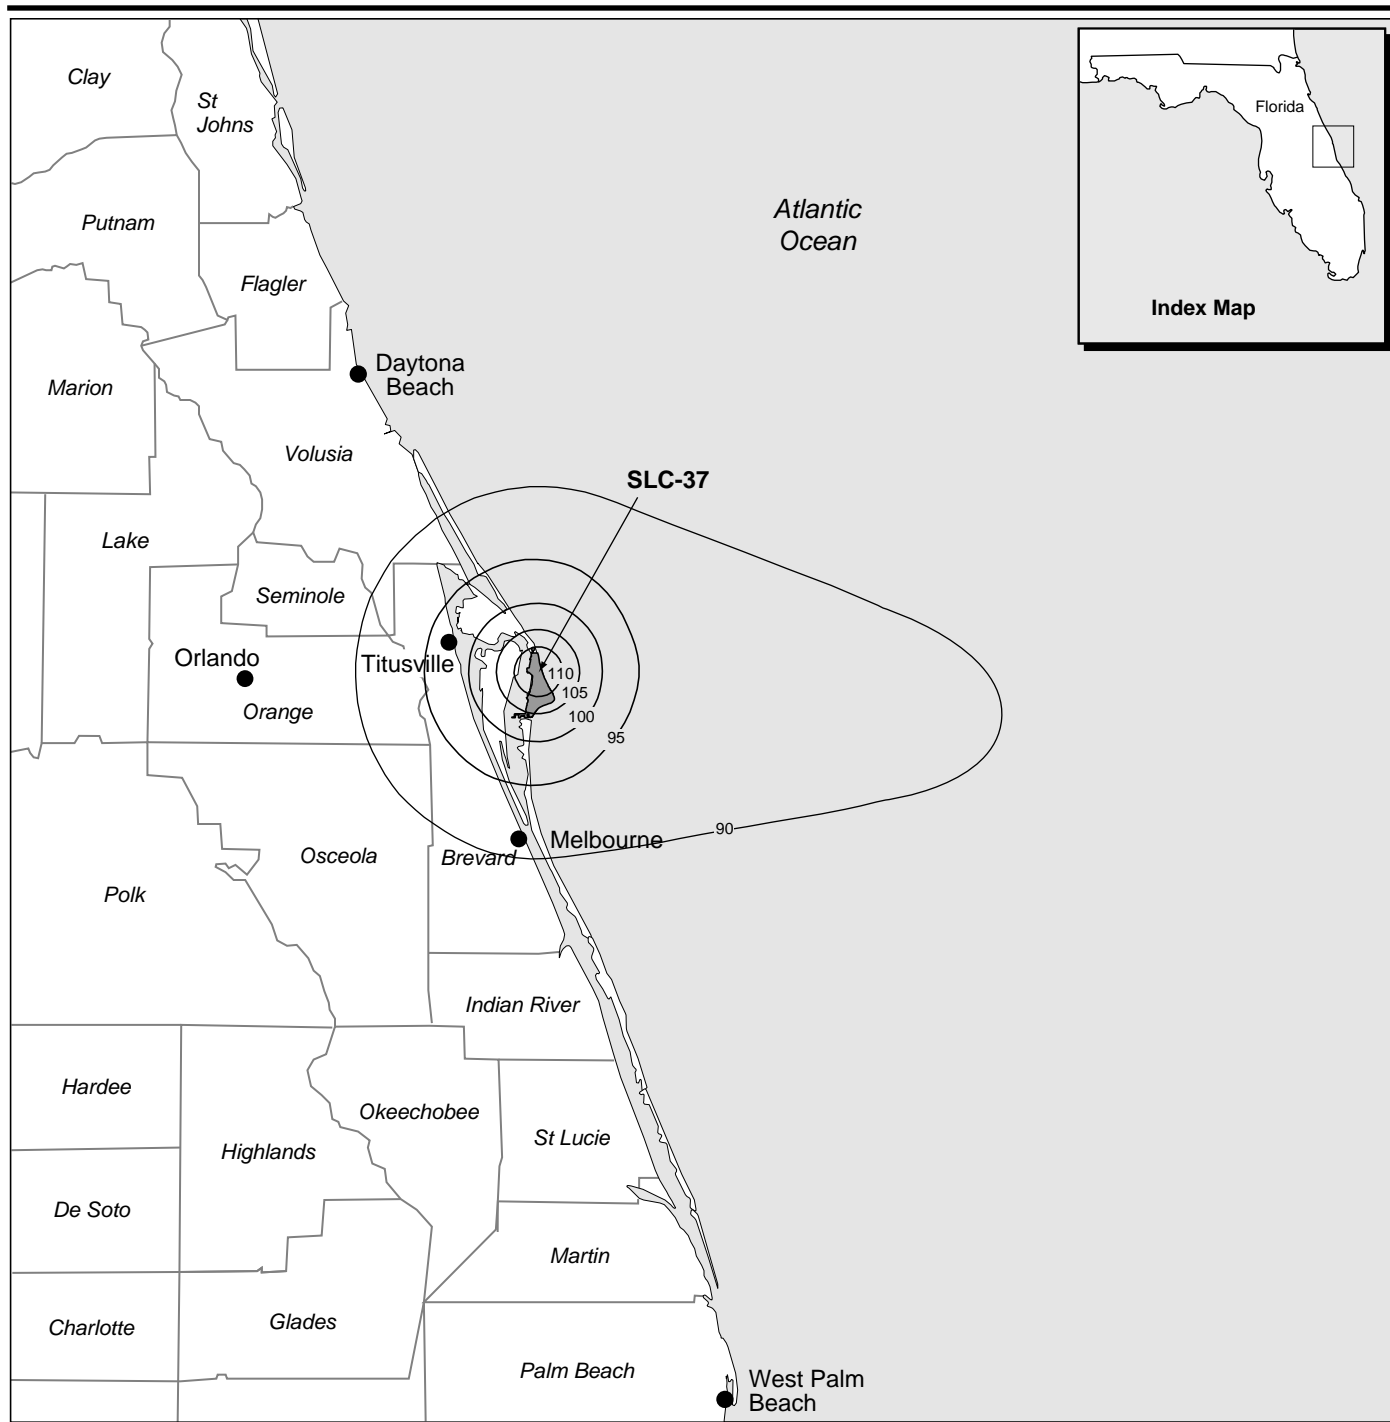 Clay
St
Johns
Florida
Atlantic
Ocean
Putnam
Flagler
Index Map
Daytona
Beach
Marion
Volusia
SLC-37
Lake
Seminole
Orlando
Titusville
110
105
Orange
100
95
90
Melbourne
Osceola
Brevard
Polk
Indian River
Hardee
Okeechobee
St Lucie
Highlands
De Soto
Martin
Glades
Charlotte
Palm Beach
West Palm
Beach